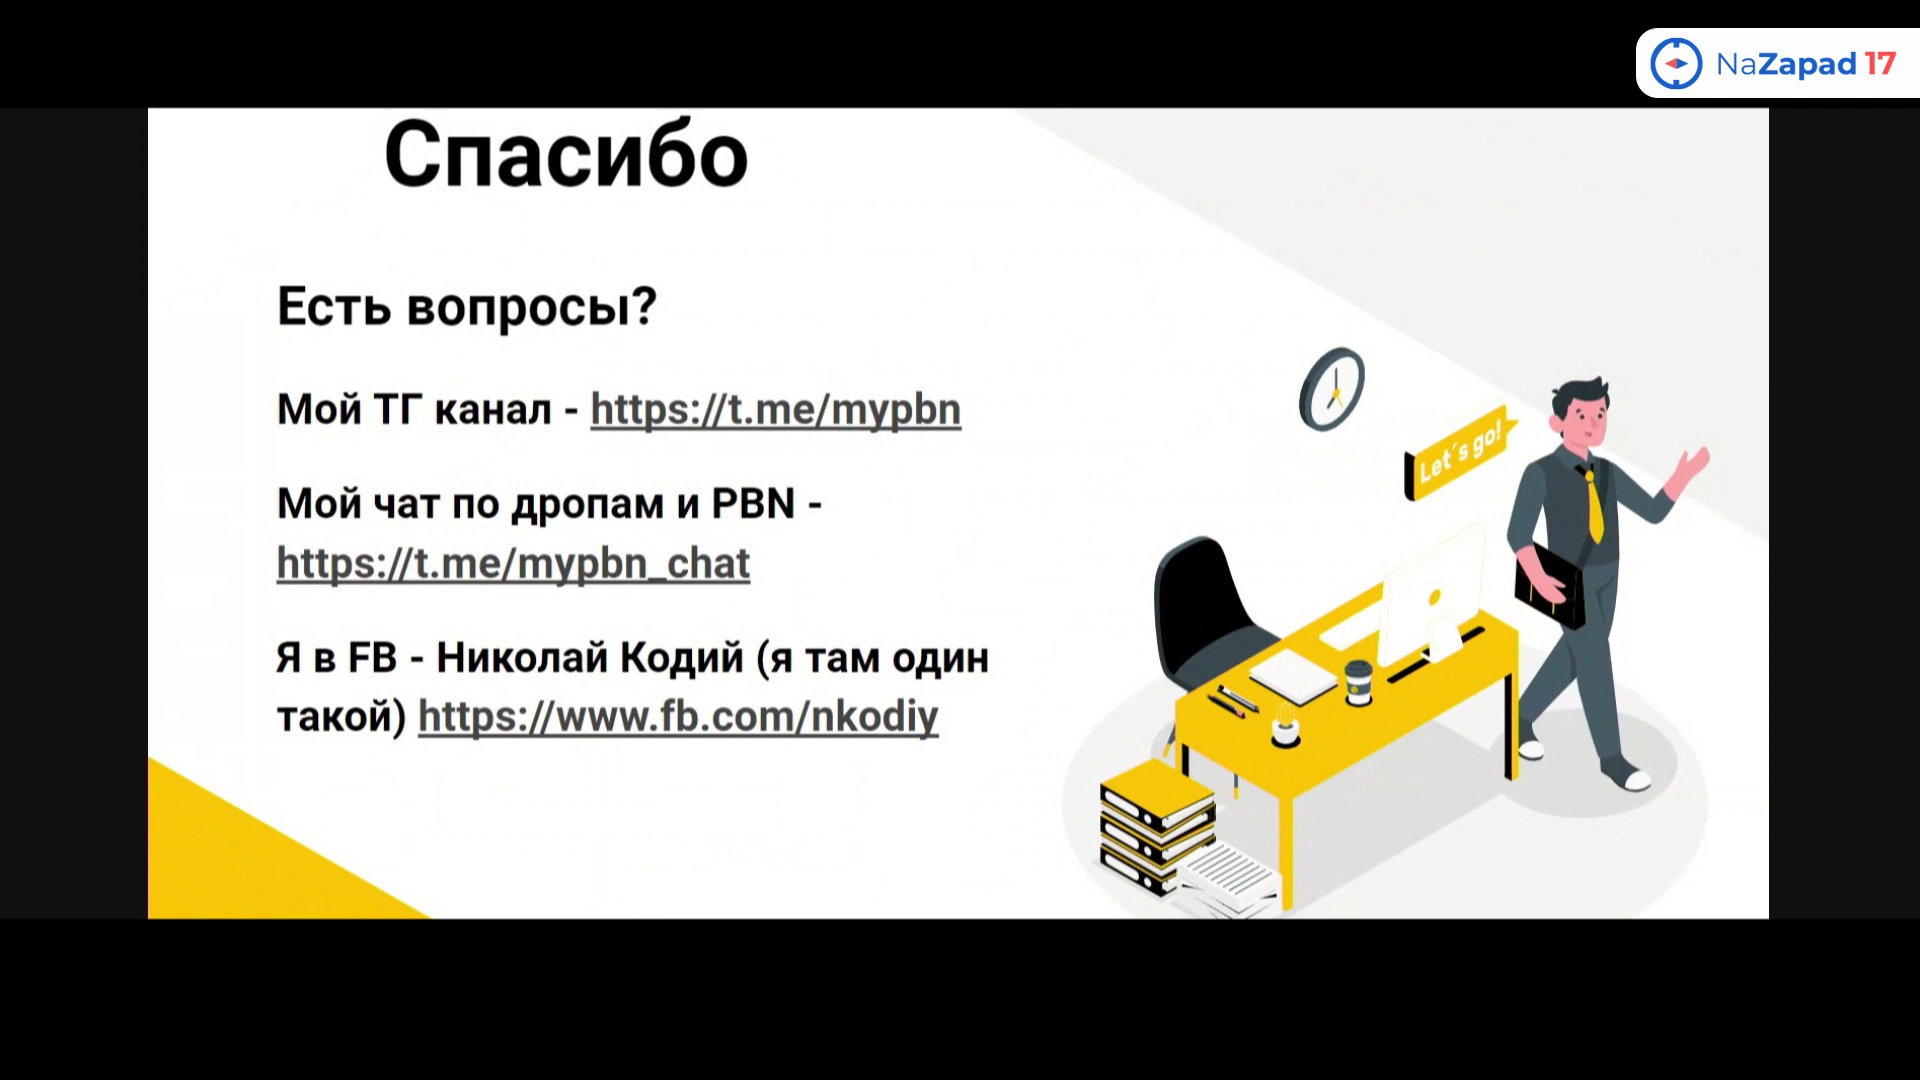 NaZapad 17
Спасибо
Есть вопросы?
Мой ТГ канал - https://t.me/mypbn
Мой чат по дропам и PBN -
https://t.me/mypbn_chat
Я в FB - Николай Кодий (я там один
такой) https://www.fb.com/nkodiy
Let´s go!